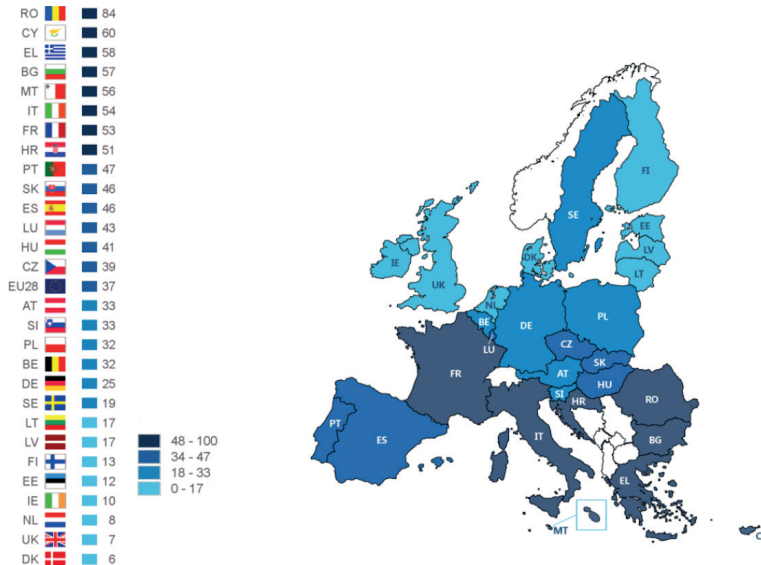 RO 84
CY 60
EL 58
BG 57
MT 56
IT 54
FR 53
HR 51
PT 47
SK 46
ES 46
LU 43
HU 41
CZ 39
EU28 37
AT 33
SI 33
PL 32
BE 32
DE 25
SE 19
LT 17
LV 17
FI 13
EE 12
IE 10
NL 8
UK 7
DK 6
48 - 100
34 - 47
18 - 33
0 - 17
FI
SE
EE
LV
LT
DK
IE
UK
NL
BE
DE
PL
LU
CZ
SK
FR
AT
HU
SI
HR
RO
PT
ES
IT
BG
EL
MT
C